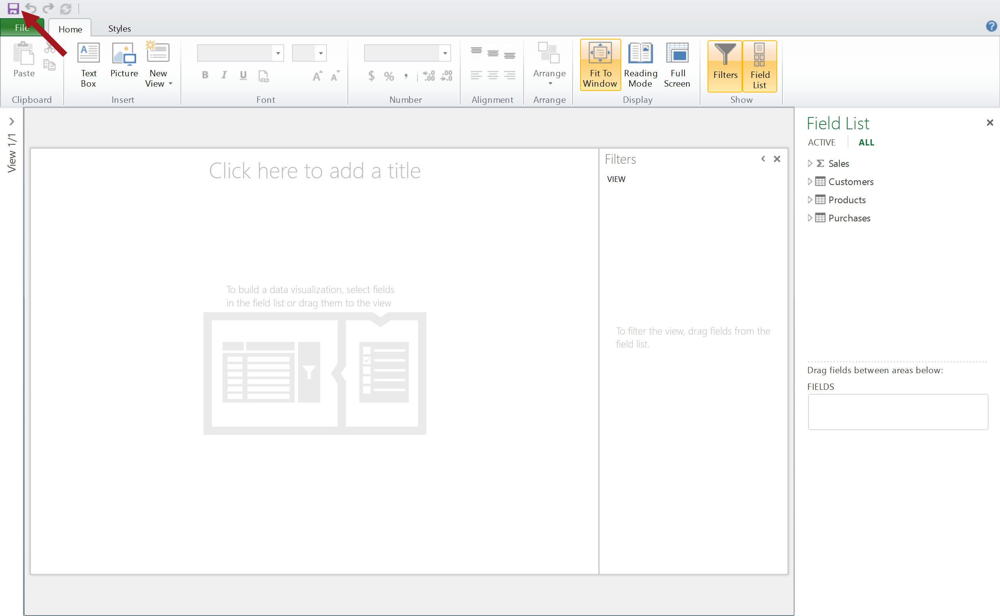 File
Home
Styles
Paste
Text
Box
Picture
New
View
B I U
A A
$ % , .0 .00 .00 .0
Arrange
Fit To
Window
Reading
Mode
Full
Screen
Filters
Field
List
Clipboard
Insert
Font
Number
Alignment
Arrange
Display
Show
View 1/1
Click here to add a title
To build a data visualization, select fields
in the field list or drag them to the view
Filters
VIEW
To filter the view, drag fields from the
field list.
Field List
ACTIVE
ALL
Σ Sales
Customers
Products
Purchases
Drag fields between areas below:
FIELDS